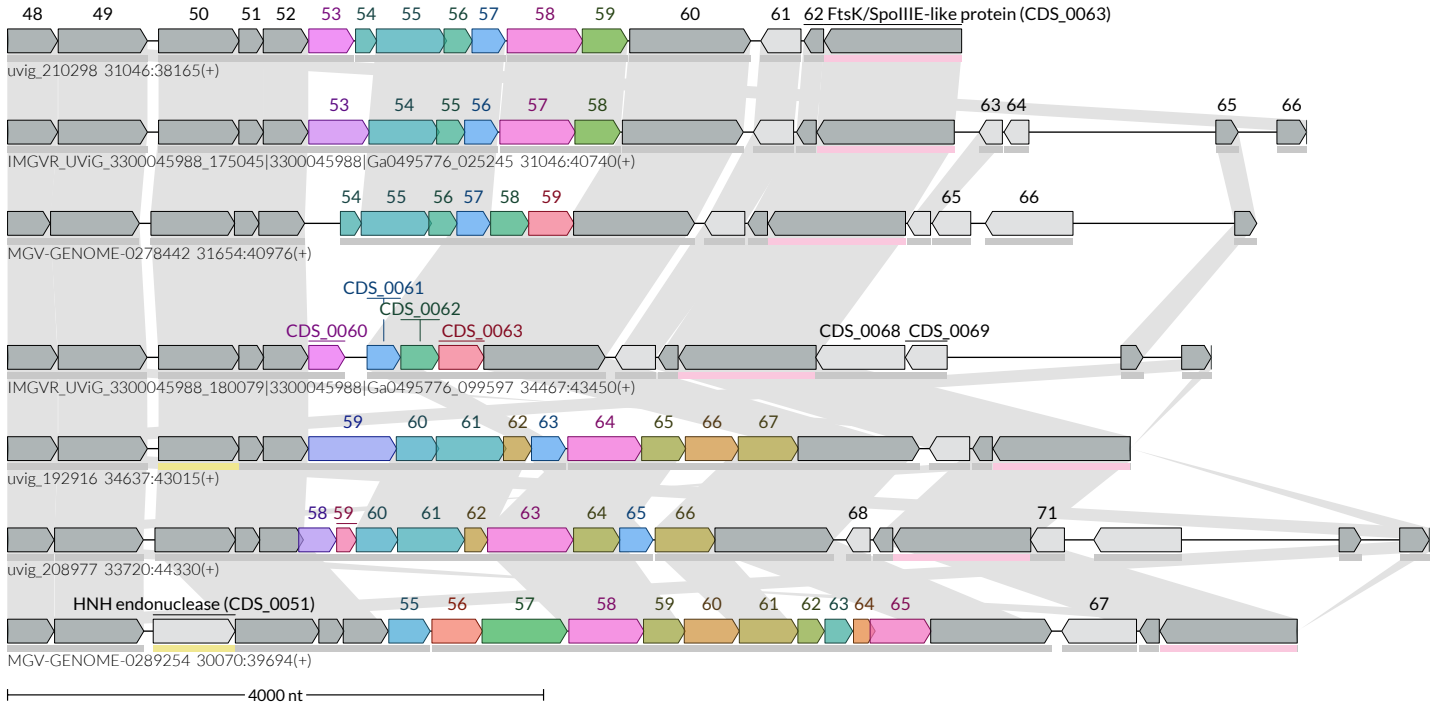 48 49 50 51 52 53 54 55 56 57 58 59 60 61 62 FtsK/SpoIIIE-like protein (CDS_0063)
uvig_210298 31046:38165(+)
53 54 55 56 57 58 63 64 65 66
IMGVR_UViG_3300045988_175045|3300045988|Ga0495776_025245 31046:40740(+)
54 55 56 57 58 59 65 66
MGV-GENOME-0278442 31654:40976(+)
CDS_0061
CDS_0062
CDS_0060 CDS_0063 CDS_0068 CDS_0069
IMGVR_UViG_3300045988_180079|3300045988|Ga0495776_099597 34467:43450(+)
59 60 61 62 63 64 65 66 67
uvig_192916 34637:43015(+)
58 59 60 61 62 63 64 65 66 68 71
uvig_208977 33720:44330(+)
HNH endonuclease (CDS_0051) 55 56 57 58 59 60 61 62 63 64 65 67
MGV-GENOME-0289254 30070:39694(+)
4000 nt